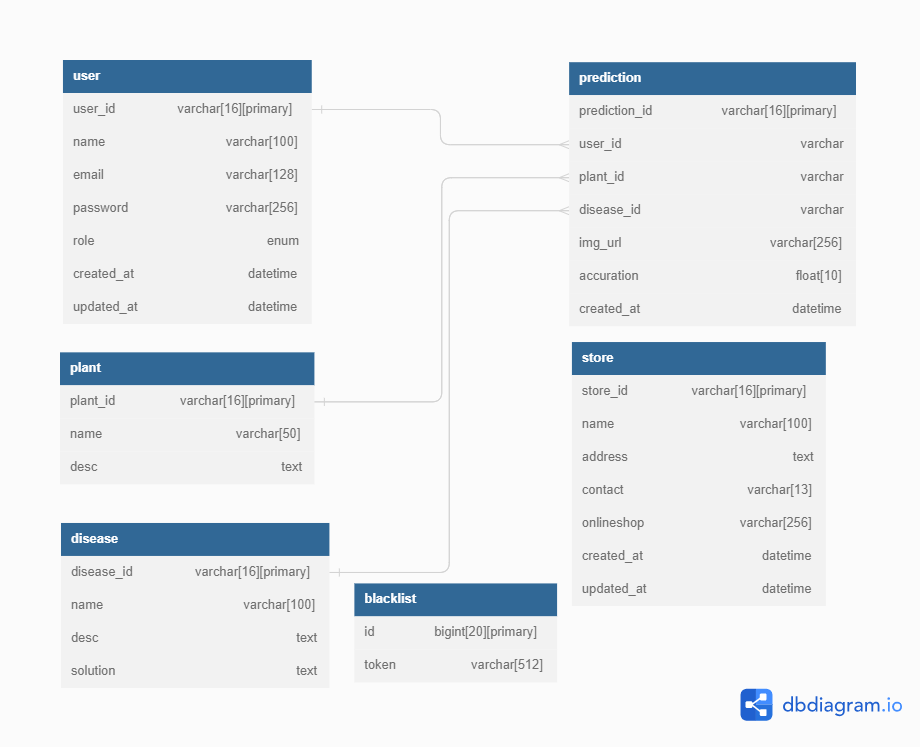 user
user_id varchar[16][primary]
name varchar[100]
email varchar[128]
password varchar[256]
role enum
created_at datetime
updated_at datetime
plant
plant_id varchar[16][primary]
name varchar[50]
desc text
disease
disease_id varchar[16][primary]
name varchar[100]
desc text
solution text
blacklist
id bigint[20][primary]
token varchar[512]
prediction
prediction_id varchar[16][primary]
user_id varchar
plant_id varchar
disease_id varchar
img_url varchar[256]
accuration float[10]
created_at datetime
store
store_id varchar[16][primary]
name varchar[100]
address text
contact varchar[13]
onlineshop varchar[256]
created_at datetime
updated_at datetime
dbdiagram.io